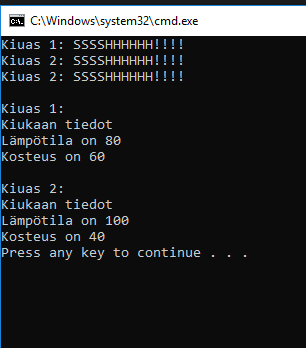 C:\Windows\system32\cmd.exe
Kiuas 1: SSSSHHHHHH!!!!
Kiuas 2: SSSSHHHHHH!!!!
Kiuas 2: SSSSHHHHHH!!!!
Kiuas 1:
Kiukaan tiedot
Lämpötila on 80
Kosteus on 60
Kiuas 2:
Kiukaan tiedot
Lämpötila on 100
Kosteus on 40
Press any key to continue . . .